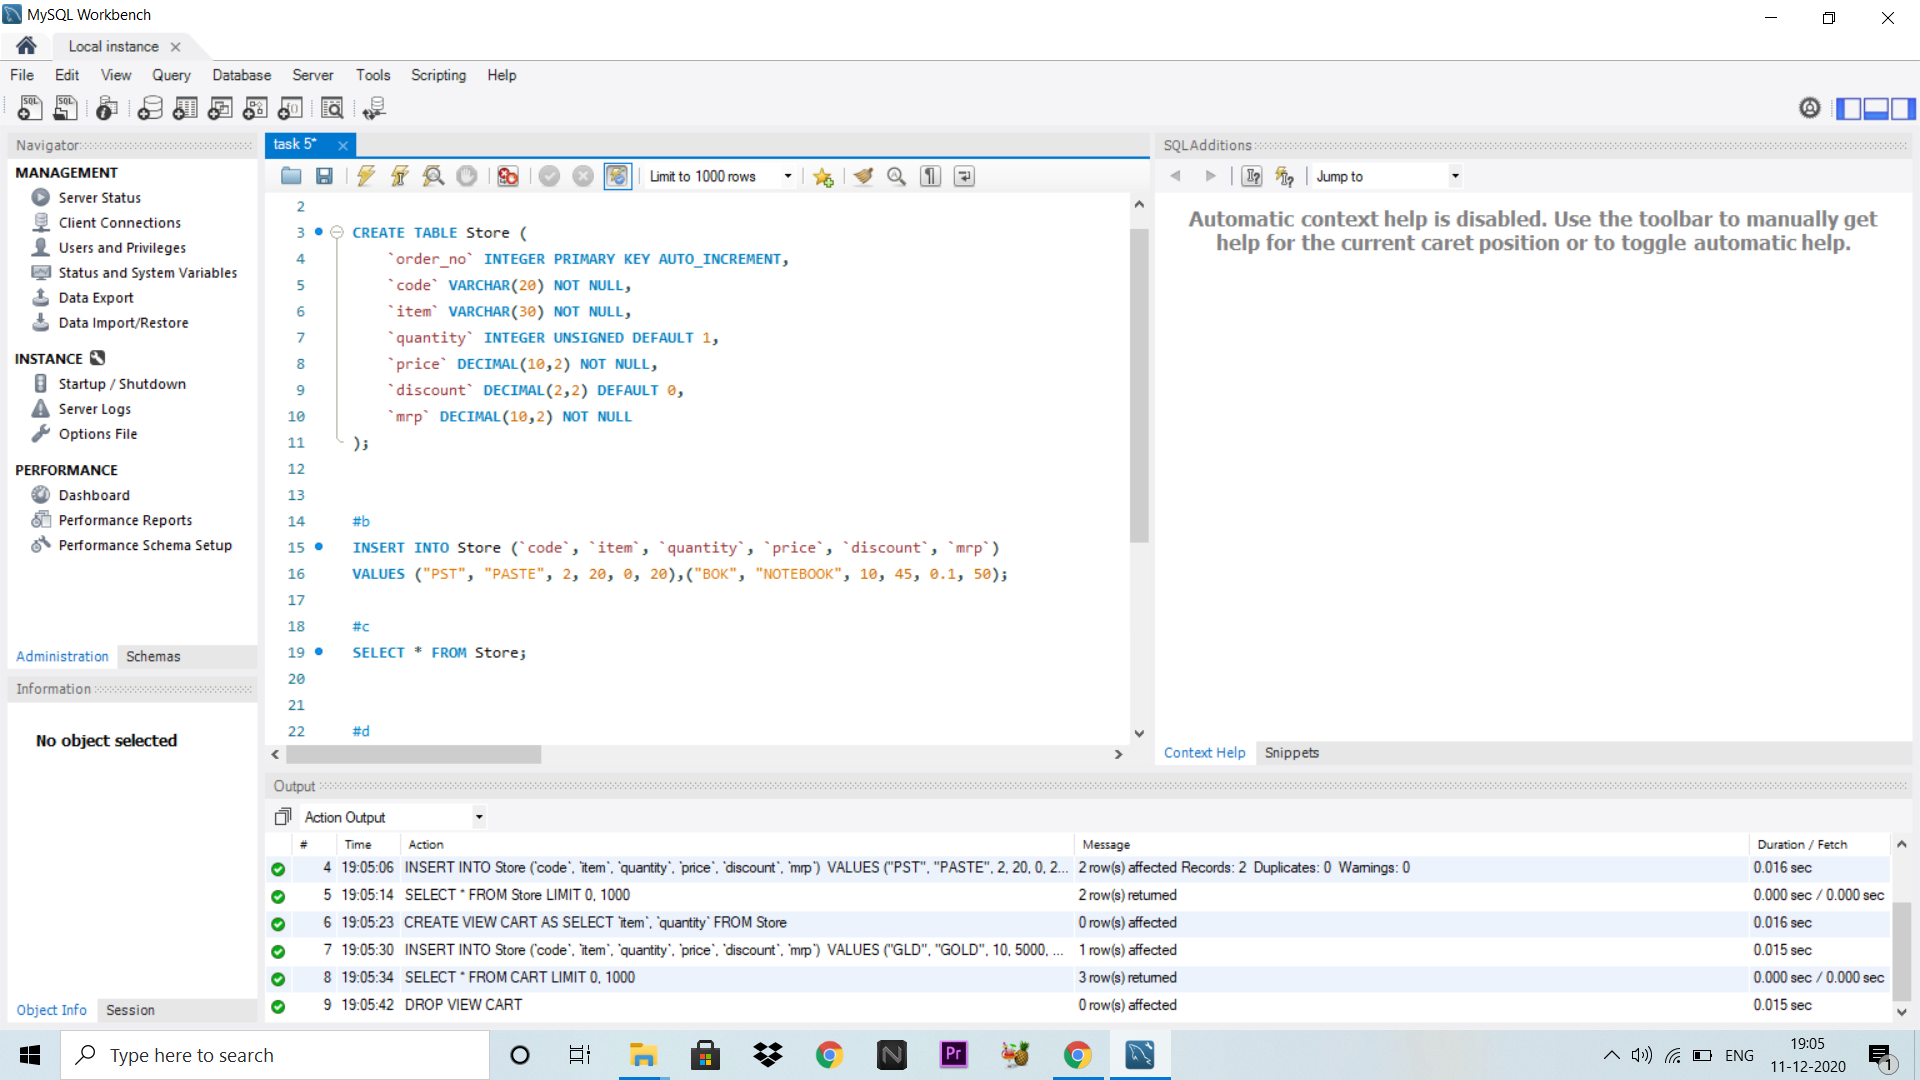 MySQL Workbench
Local instance
File Edit View Query Database Server Tools Scripting Help
Navigator
MANAGEMENT
Server Status
Client Connections
Users and Privileges
Status and System Variables
Data Export
Data Import/Restore
INSTANCE
Startup / Shutdown
Server Logs
Options File
PERFORMANCE
Dashboard
Performance Reports
Performance Schema Setup
Administration Schemas
Information
No object selected
Object Info Session
task 5*
Limit to 1000 rows
2
3 CREATE TABLE Store (
4 `order_no` INTEGER PRIMARY KEY AUTO_INCREMENT,
5 `code` VARCHAR(20) NOT NULL,
6 `item` VARCHAR(30) NOT NULL,
7 `quantity` INTEGER UNSIGNED DEFAULT 1,
8 `price` DECIMAL(10,2) NOT NULL,
9 `discount` DECIMAL(2,2) DEFAULT 0,
10 `mrp` DECIMAL(10,2) NOT NULL
11 );
12
13
14 #b
15 INSERT INTO Store (`code`, `item`, `quantity`, `price`, `discount`, `mrp`)
16 VALUES ("PST", "PASTE", 2, 20, 0, 20),("BOK", "NOTEBOOK", 10, 45, 0.1, 50);
17
18 #c
19 SELECT * FROM Store;
20
21
22 #d
SQLAdditions
Jump to
Automatic context help is disabled. Use the toolbar to manually get
help for the current caret position or to toggle automatic help.
Context Help Snippets
Output
Action Output
# Time Action Message Duration / Fetch
4 19:05:06 INSERT INTO Store (`code`, `item`, `quantity`, `price`, `discount`, `mrp`) VALUES ("PST", "PASTE", 2, 20, 0, 2... 2 row(s) affected Records: 2 Duplicates: 0 Warnings: 0 0.016 sec
5 19:05:14 SELECT * FROM Store LIMIT 0, 1000 2 row(s) returned 0.000 sec / 0.000 sec
6 19:05:23 CREATE VIEW CART AS SELECT `item`, `quantity` FROM Store 0 row(s) affected 0.016 sec
7 19:05:30 INSERT INTO Store (`code`, `item`, `quantity`, `price`, `discount`, `mrp`) VALUES ("GLD", "GOLD", 10, 5000, ... 1 row(s) affected 0.015 sec
8 19:05:34 SELECT * FROM CART LIMIT 0, 1000 3 row(s) returned 0.000 sec / 0.000 sec
9 19:05:42 DROP VIEW CART 0 row(s) affected 0.015 sec
Type here to search
Pr
ENG
19:05
11-12-2020
1